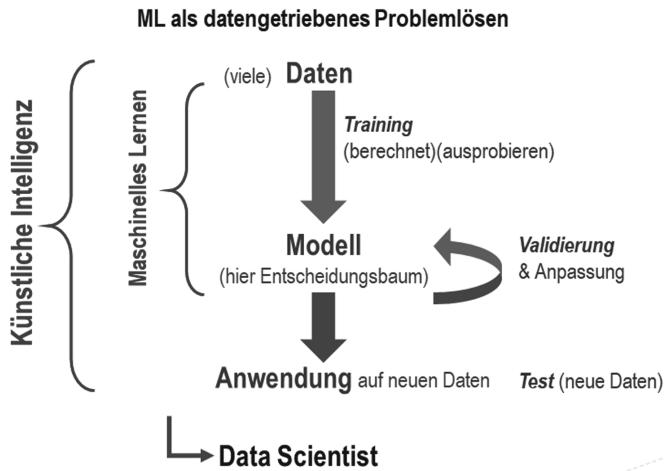 ML als datengetriebenes Problemlösen
Künstliche Intelligenz
Maschinelles Lernen
(viele) Daten
Training
(berechnet)(ausprobieren)
Modell
(hier Entscheidungsbaum)
Validierung
& Anpassung
Anwendung auf neuen Daten
Test (neue Daten)
Data Scientist